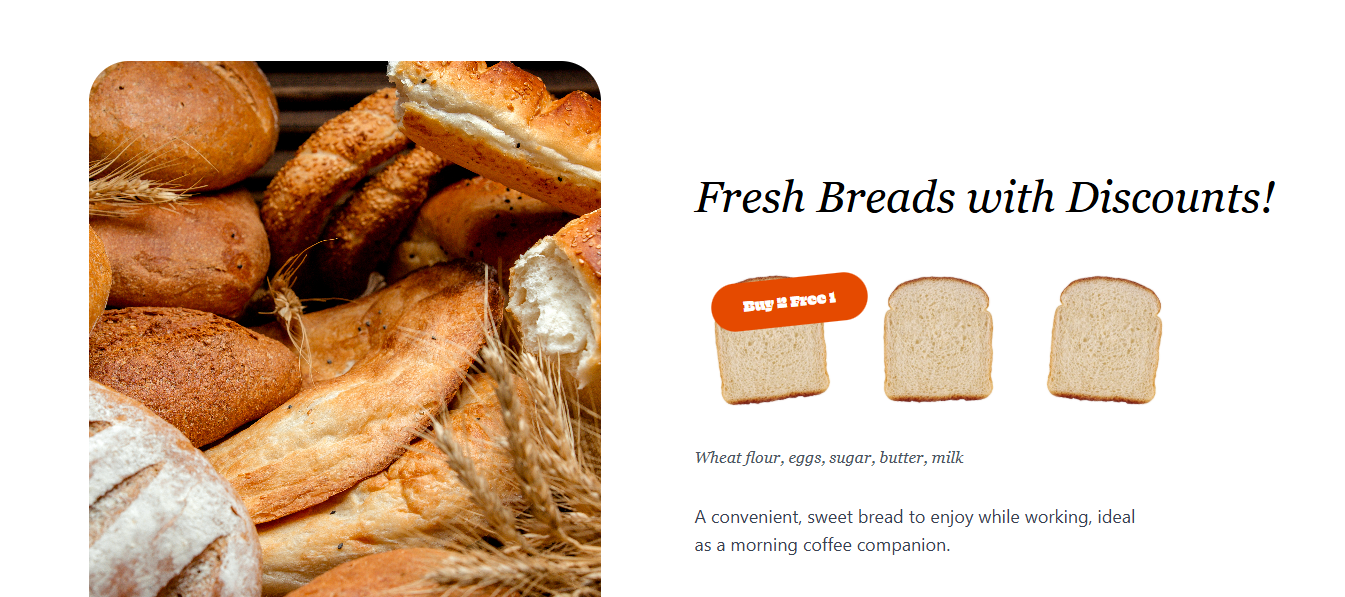 Fresh Breads with Discounts!
Buy 2 Free 1
Wheat flour, eggs, sugar, butter, milk
A convenient, sweet bread to enjoy while working, ideal
as a morning coffee companion.